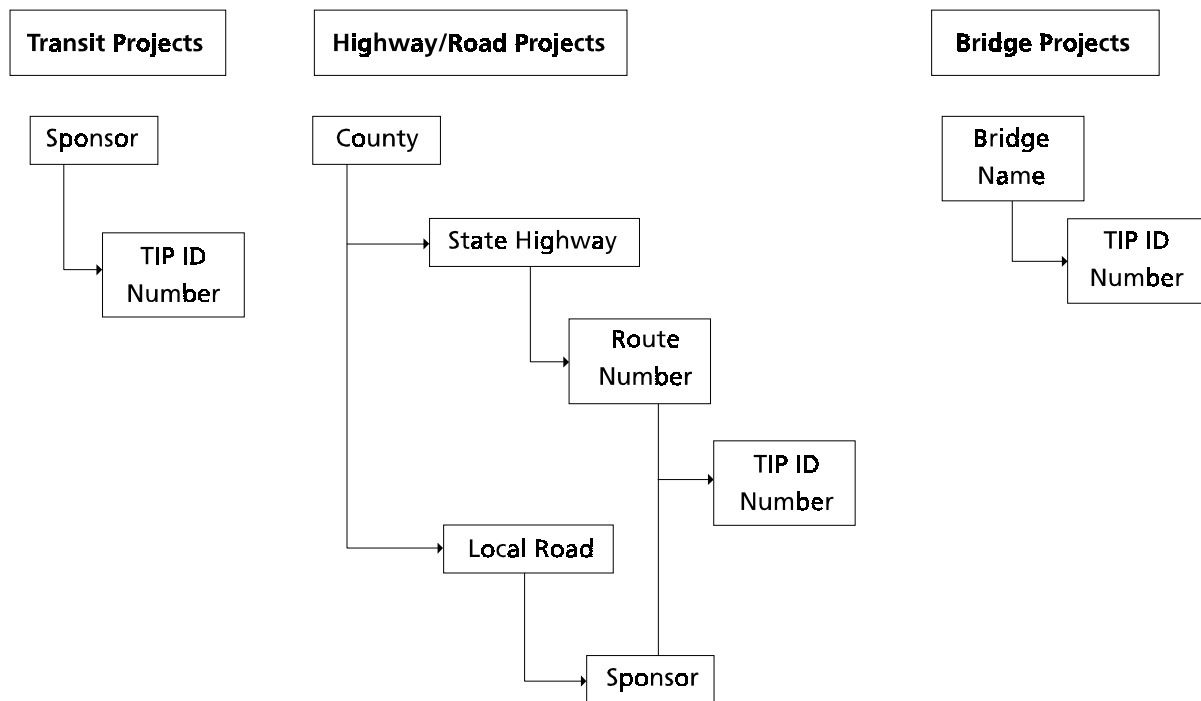 Transit Projects
Highway/Road Projects
Bridge Projects
Sponsor
TIP ID
Number
County
State Highway
Route
Number
TIP ID
Number
Local Road
Sponsor
Bridge
Name
TIP ID
Number